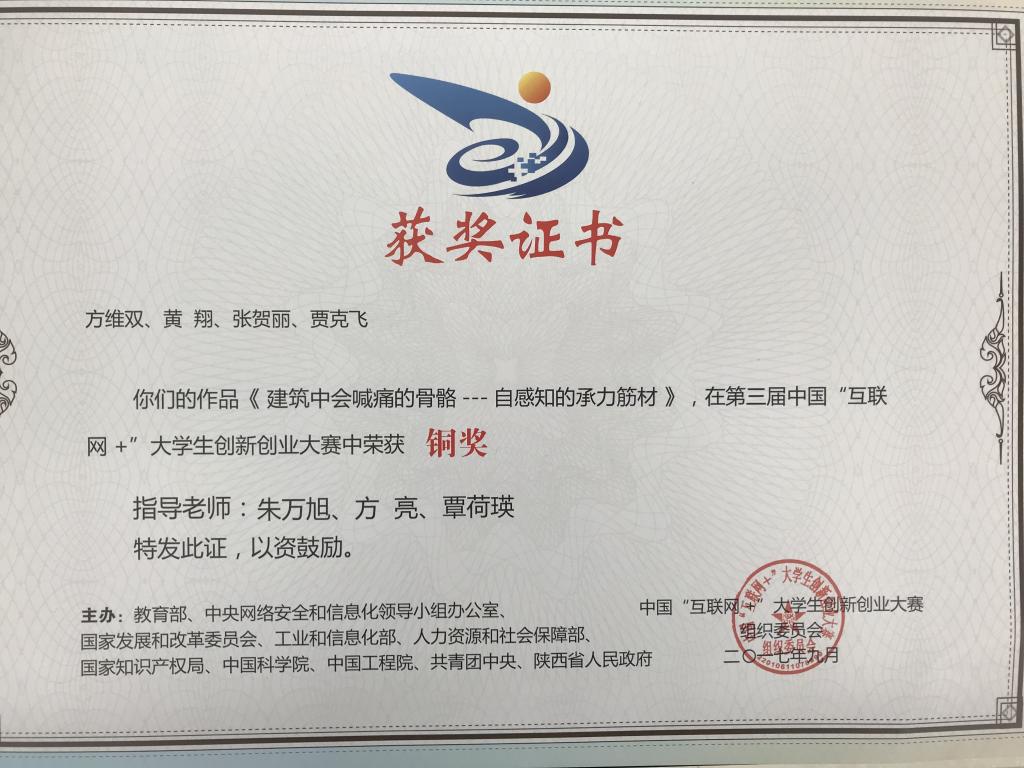 获奖证书
方维双、黄 翔、张贺丽、贾克飞
你们的作品《 建筑中会喊痛的骨骼 --- 自感知的承力筋材 》，在第三届中国“互联
网 +”大学生创新创业大赛中荣获 铜奖
指导老师：朱万旭、方 亮、覃荷瑛
特发此证，以资鼓励。
主办：教育部、中央网络安全和信息化领导小组办公室、
国家发展和改革委员会、工业和信息化部、人力资源和社会保障部、
国家知识产权局、中国科学院、中国工程院、共青团中央、陕西省人民政府
中国“互联网+”大学生创新创业大赛
组织委员会
二〇一七年九月
组织委员会